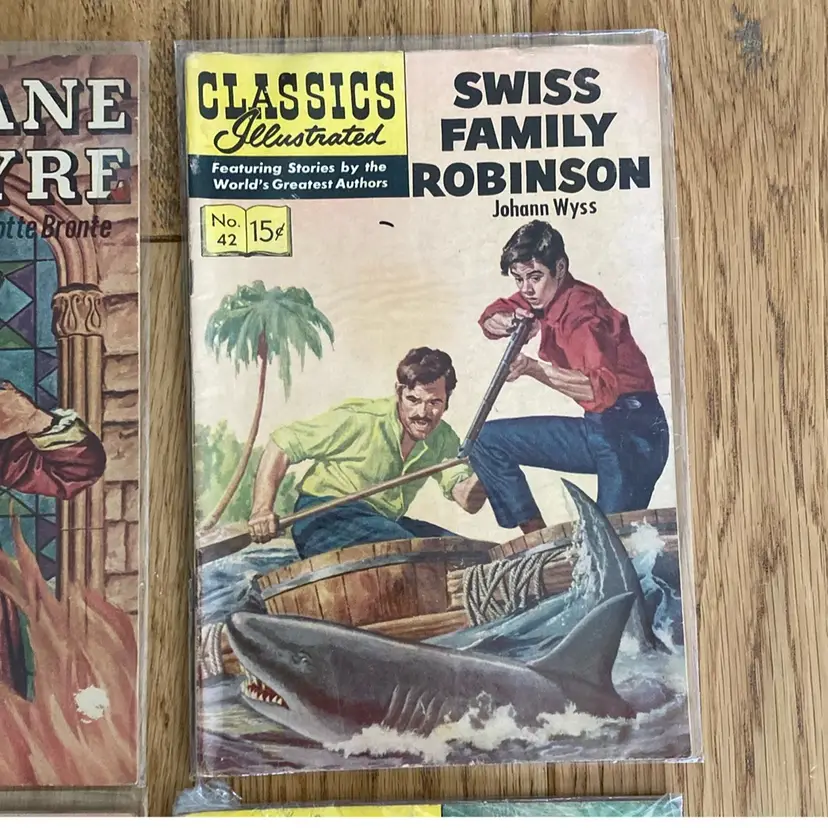 ANE
YRE
otte Bronte
CLASSICS
Illustrated
Featuring Stories by the
World's Greatest Authors
No.
42
15¢
SWISS
FAMILY
ROBINSON
Johann Wyss